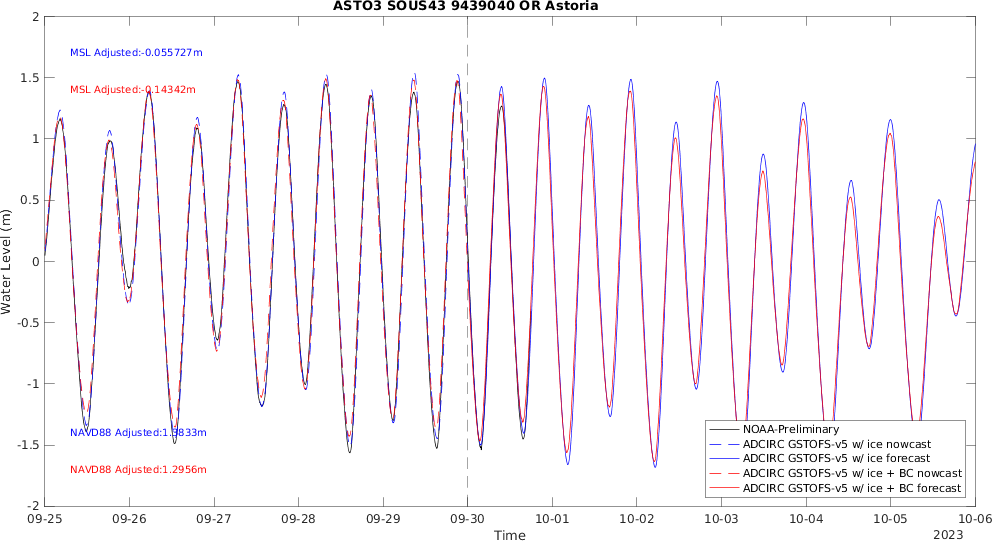 ASTO3 SOUS43 9439040 OR Astoria
2
1.5
1
0.5
0
-0.5
-1
-1.5
-2
Water Level (m)
MSL Adjusted:-0.055727m
MSL Adjusted:-0.14342m
NAVD88 Adjusted:1.3833m
NAVD88 Adjusted:1.2956m
NOAA-Preliminary
ADCIRC GSTOFS-v5 w/ ice nowcast
ADCIRC GSTOFS-v5 w/ ice forecast
ADCIRC GSTOFS-v5 w/ ice + BC nowcast
ADCIRC GSTOFS-v5 w/ ice + BC forecast
09-25 09-26 09-27 09-28 09-29 09-30 10-01 10-02 10-03 10-04 10-05 10-06
Time
2023